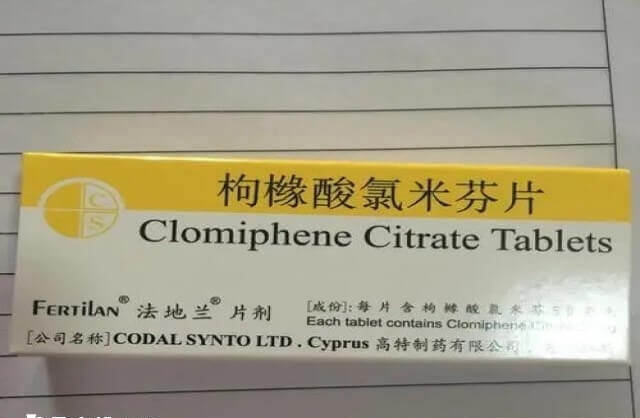 枸橼酸氯米芬片
CS
Clomiphene Citrate Tablets
FERTILAN® 法地兰® 片剂
[成份]: 每片含枸橼酸氯米芬
Each tablet contains Clomiphene
[公司名称] CODAL SYNTO LTD . Cyprus 高特制药有限公司